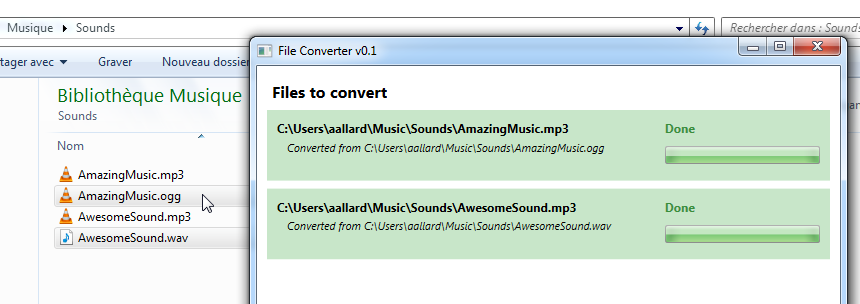 Musique ▸ Sounds
Rechercher dans : Sounds
tager avec
Graver
Nouveau dossier
Bibliothèque Musique
Sounds
Nom
AmazingMusic.mp3
AmazingMusic.ogg
AwesomeSound.mp3
AwesomeSound.wav
File Converter v0.1
Files to convert
C:\Users\aallard\Music\Sounds\AmazingMusic.mp3 Done
Converted from C:\Users\aallard\Music\Sounds\AmazingMusic.ogg
C:\Users\aallard\Music\Sounds\AwesomeSound.mp3 Done
Converted from C:\Users\aallard\Music\Sounds\AwesomeSound.wav